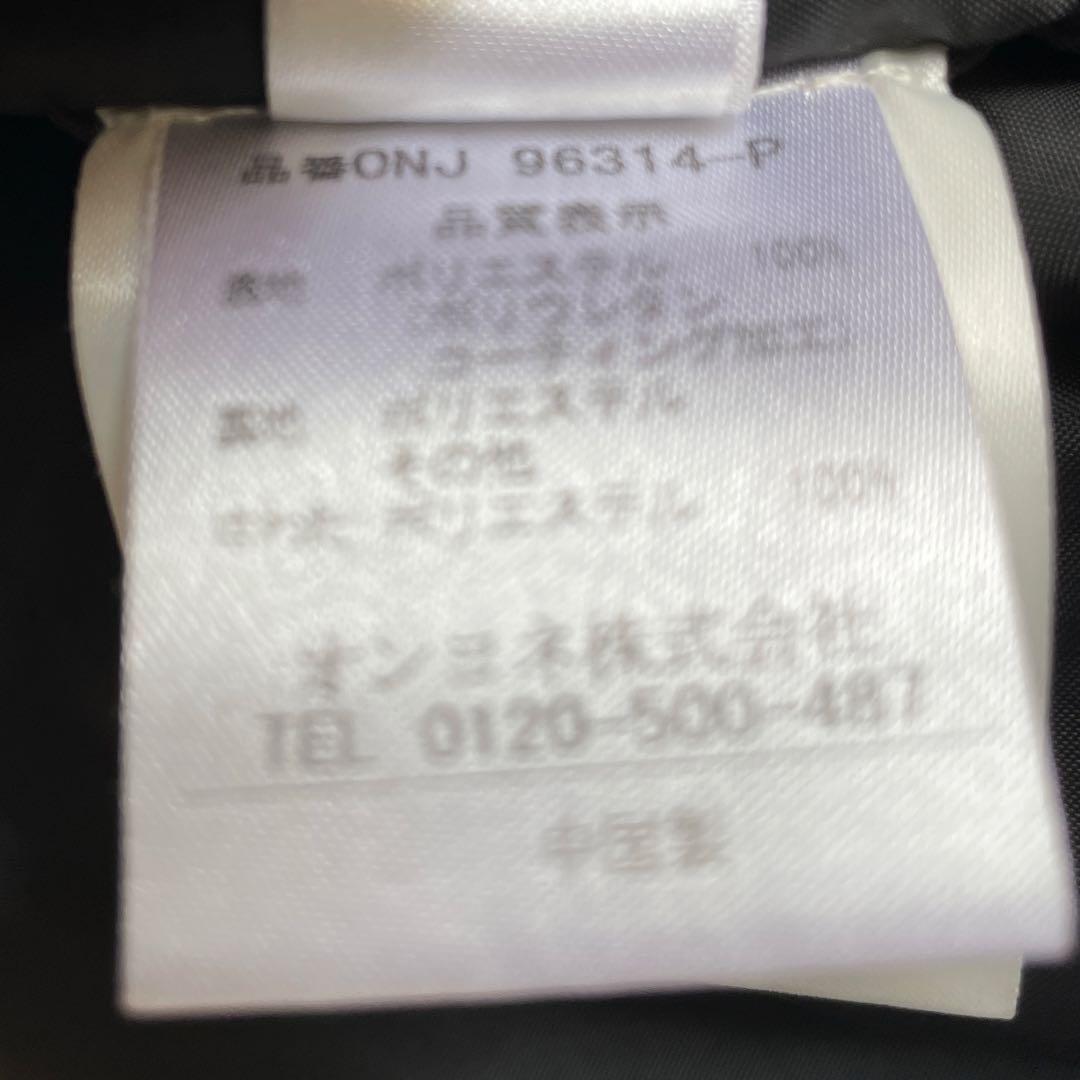 品番ONJ 96314-P
品質表示
表地 ポリエステル 100%
(ポリウレタン
コーティング加工)
裏地 ポリエステル
その他
中わた ポリエステル 100%
オンヨネ株式会社
TEL 0120-500-487
中国製